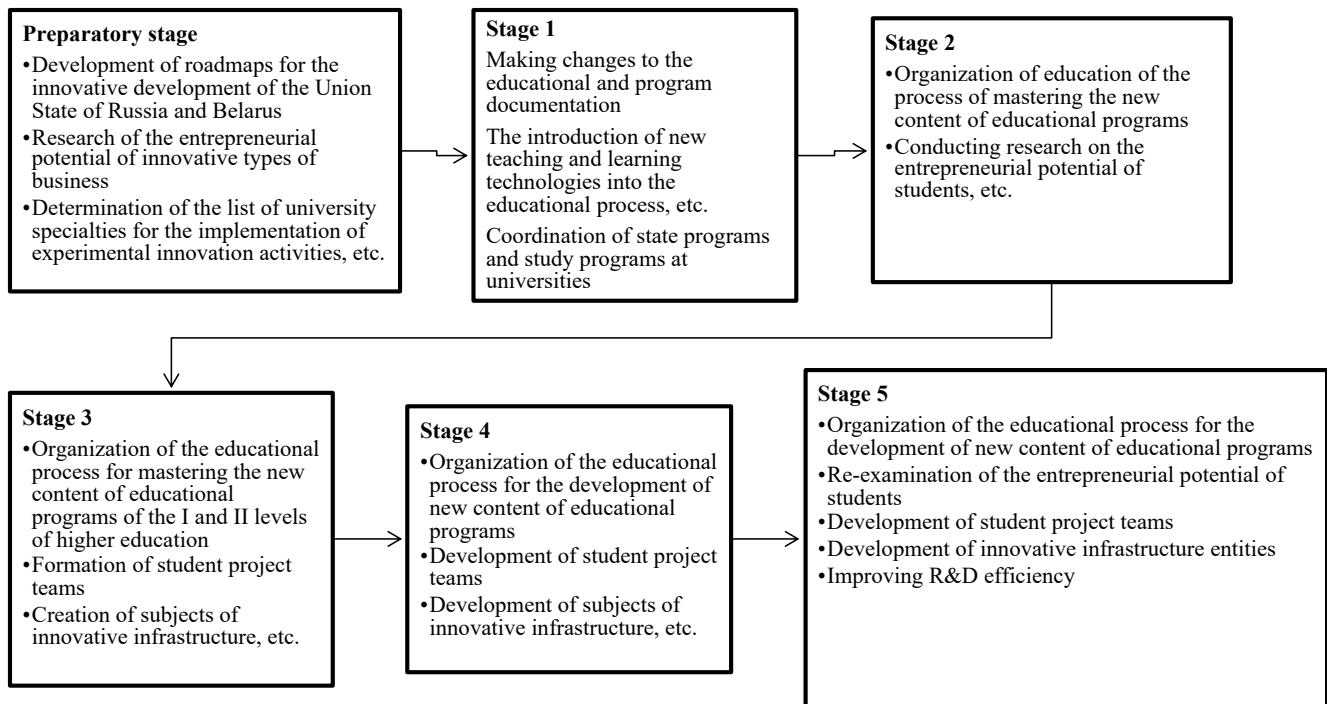 Preparatory stage
•Development of roadmaps for the
innovative development of the Union
State of Russia and Belarus
•Research of the entrepreneurial
potential of innovative types of
business
•Determination of the list of university
specialties for the implementation of
experimental innovation activities, etc.
Stage 1
Making changes to the
educational and program
documentation
The introduction of new
teaching and learning
technologies into the
educational process, etc.
Coordination of state programs
and study programs at
universities
Stage 2
•Organization of education of the
process of mastering the new
content of educational programs
•Conducting research on the
entrepreneurial potential of
students, etc.
Stage 3
•Organization of the educational
process for mastering the new
content of educational
programs of the I and II levels
of higher education
•Formation of student project
teams
•Creation of subjects of
innovative infrastructure, etc.
Stage 4
•Organization of the educational
process for the development of
new content of educational
programs
•Development of student project
teams
•Development of subjects of
innovative infrastructure, etc.
Stage 5
•Organization of the educational process for the
development of new content of educational programs
•Re-examination of the entrepreneurial potential of
students
•Development of student project teams
•Development of innovative infrastructure entities
•Improving R&D efficiency